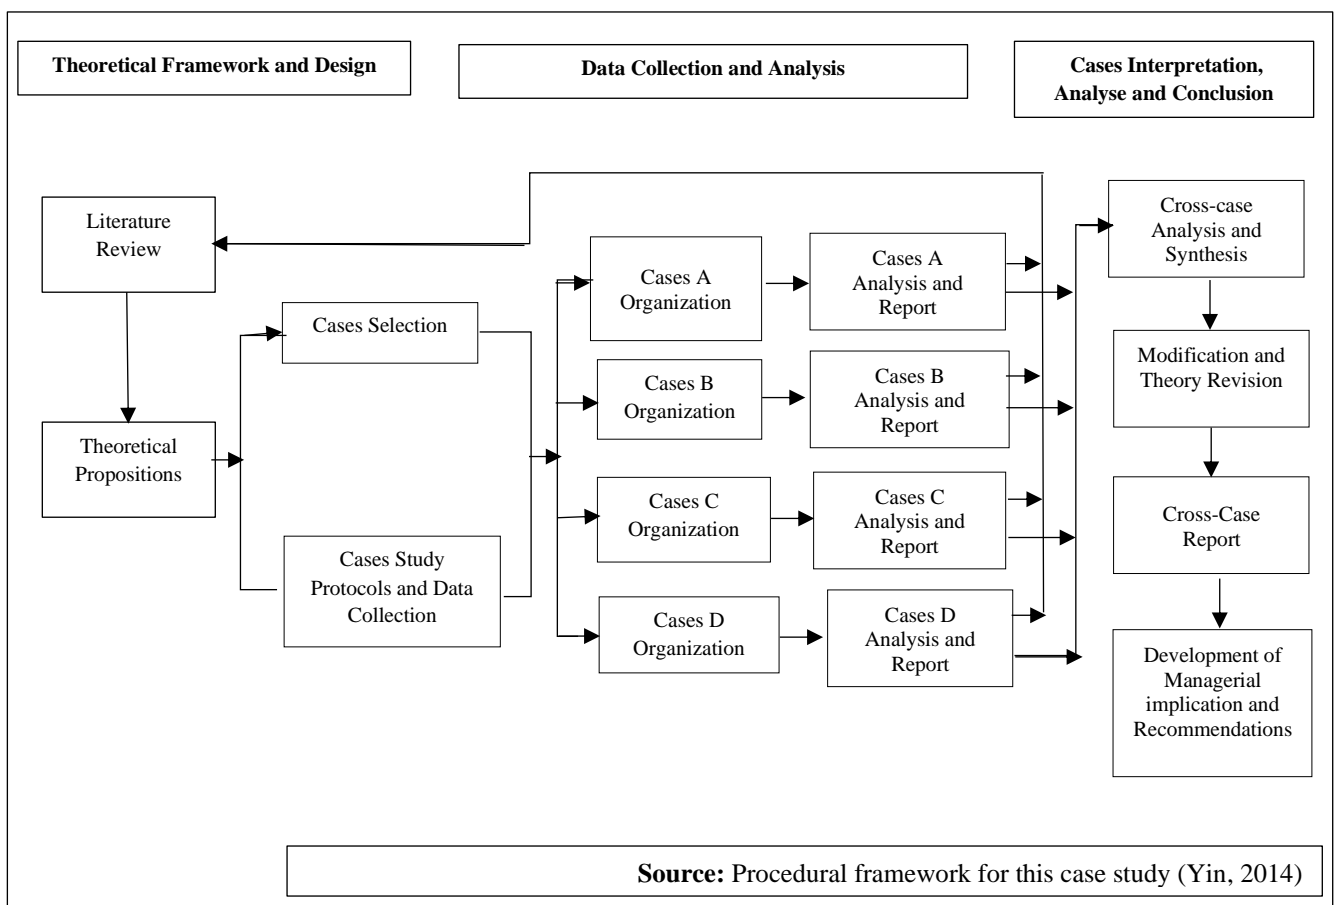 Theoretical Framework and Design
Data Collection and Analysis
Cases Interpretation,
Analyse and Conclusion
Literature
Review
Theoretical
Propositions
Cases Selection
Cases Study
Protocols and Data
Collection
Cases A
Organization
Cases B
Organization
Cases C
Organization
Cases D
Organization
Cases A
Analysis and
Report
Cases B
Analysis and
Report
Cases C
Analysis and
Report
Cases D
Analysis and
Report
Cross-case
Analysis and
Synthesis
Modification and
Theory Revision
Cross-Case
Report
Development of
Managerial
implication and
Recommendations
Source: Procedural framework for this case study (Yin, 2014)